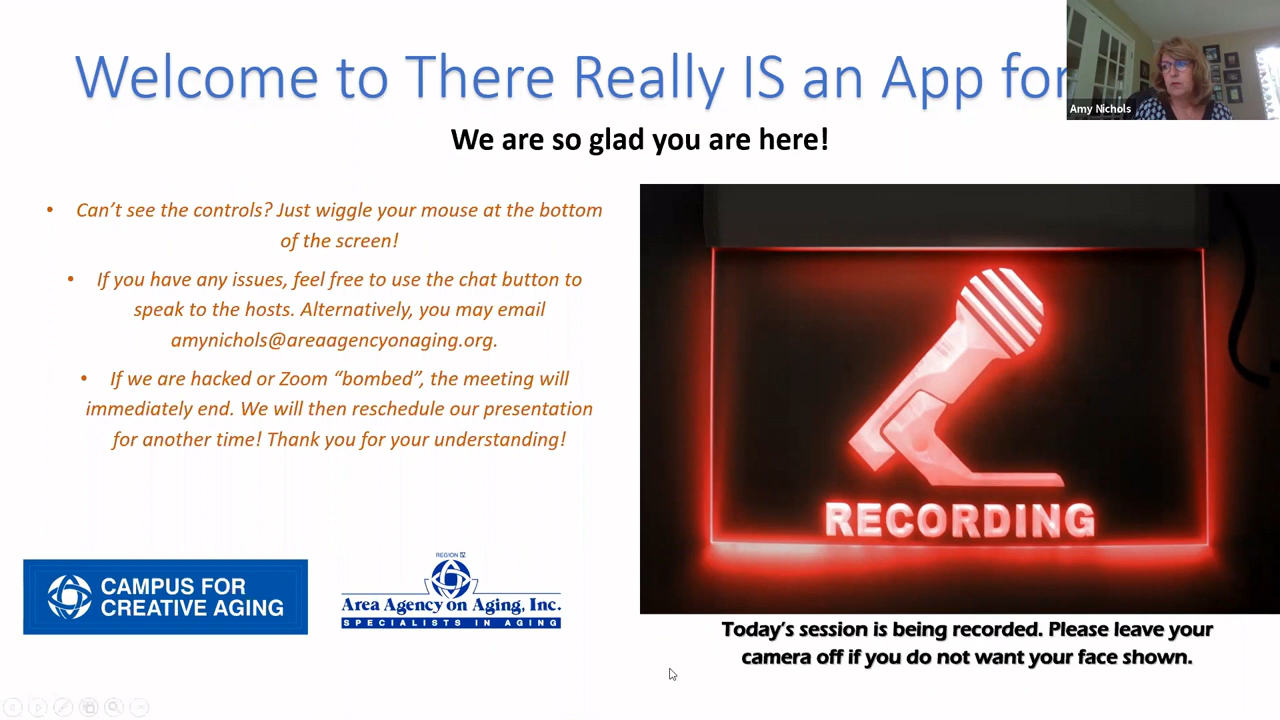 Welcome to There Really IS an App for
Amy Nichols
We are so glad you are here!
• Can't see the controls? Just wiggle your mouse at the bottom
of the screen!
• If you have any issues, feel free to use the chat button to
speak to the hosts. Alternatively, you may email
amynichols@areaagencyonaging.org.
• If we are hacked or Zoom “bombed”, the meeting will
immediately end. We will then reschedule our presentation
for another time! Thank you for your understanding!
RECORDING
CAMPUS FOR
CREATIVE AGING
REGION IV
Area Agency on Aging, Inc.
SPECIALISTS IN AGING
Today's session is being recorded. Please leave your
camera off if you do not want your face shown.